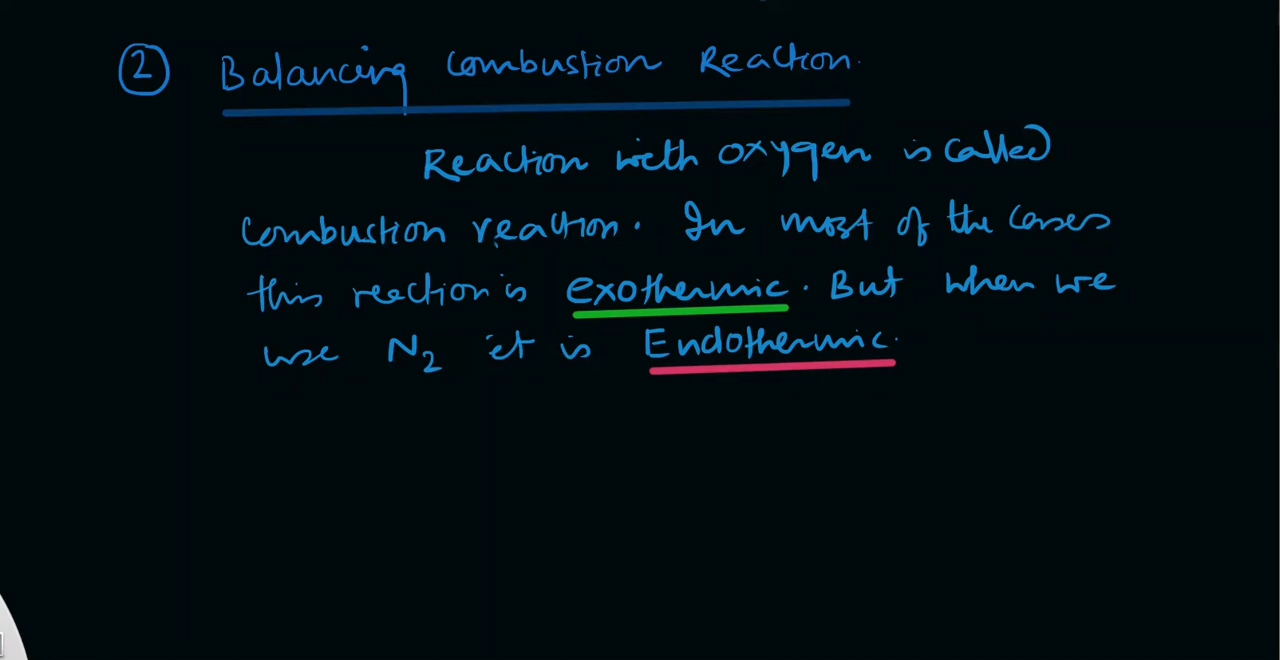 ② Balancing Combustion Reaction.
Reaction with oxygen is called
Combustion reaction. In most of the cases
this reaction is exothermic. But when we
use N₂ it is Endothermic.